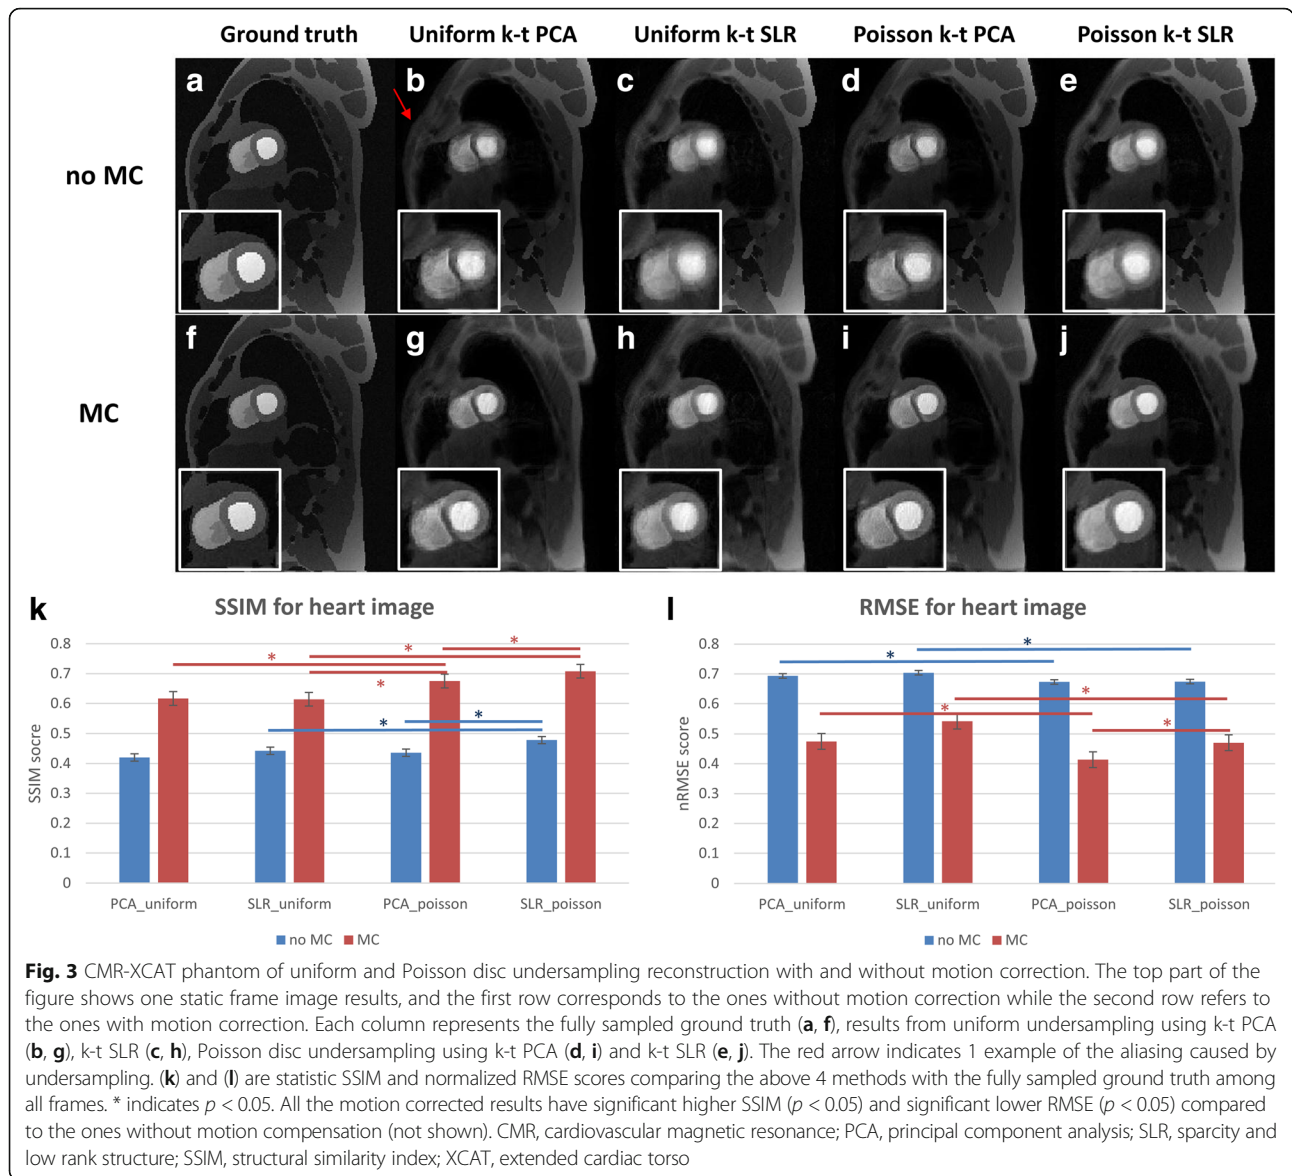 Ground truth Uniform k-t PCA Uniform k-t SLR Poisson k-t PCA Poisson k-t SLR
a b c d e
no MC
f g h i j
MC
k SSIM for heart image
0.8
0.7
0.6
0.5
0.4
0.3
0.2
0.1
0
SSIM socre
* * * * * *
PCA_uniform SLR_uniform PCA_poisson SLR_poisson
no MC MC
l RMSE for heart image
0.8
0.7
0.6
0.5
0.4
0.3
0.2
0.1
0
nRMSE score
* * * * *
PCA_uniform SLR_uniform PCA_poisson SLR_poisson
no MC MC
Fig. 3 CMR-XCAT phantom of uniform and Poisson disc undersampling reconstruction with and without motion correction. The top part of the
figure shows one static frame image results, and the first row corresponds to the ones without motion correction while the second row refers to
the ones with motion correction. Each column represents the fully sampled ground truth (a, f), results from uniform undersampling using k-t PCA
(b, g), k-t SLR (c, h), Poisson disc undersampling using k-t PCA (d, i) and k-t SLR (e, j). The red arrow indicates 1 example of the aliasing caused by
undersampling. (k) and (l) are statistic SSIM and normalized RMSE scores comparing the above 4 methods with the fully sampled ground truth among
all frames. * indicates p < 0.05. All the motion corrected results have significant higher SSIM (p < 0.05) and significant lower RMSE (p < 0.05) compared
to the ones without motion compensation (not shown). CMR, cardiovascular magnetic resonance; PCA, principal component analysis; SLR, sparcity and
low rank structure; SSIM, structural similarity index; XCAT, extended cardiac torso